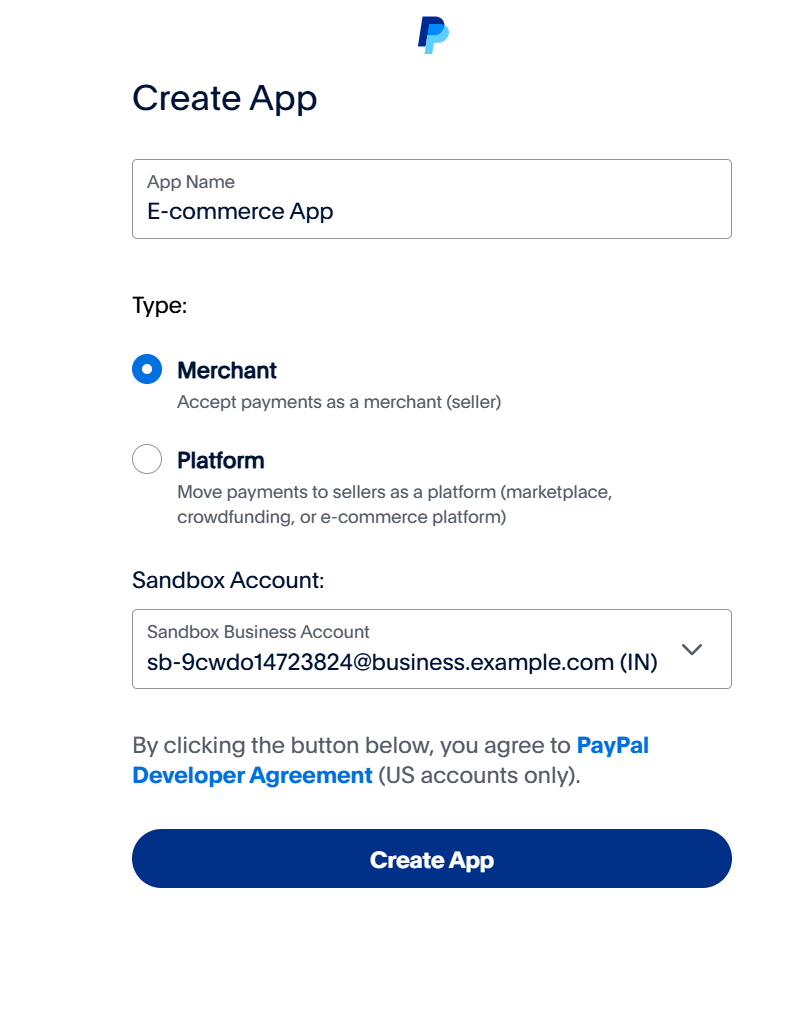 Create App
App Name
E-commerce App
Type:
Merchant
Accept payments as a merchant (seller)
Platform
Move payments to sellers as a platform (marketplace,
crowdfunding, or e-commerce platform)
Sandbox Account:
Sandbox Business Account
sb-9cwdo14723824@business.example.com (IN)
By clicking the button below, you agree to PayPal
Developer Agreement (US accounts only).
Create App